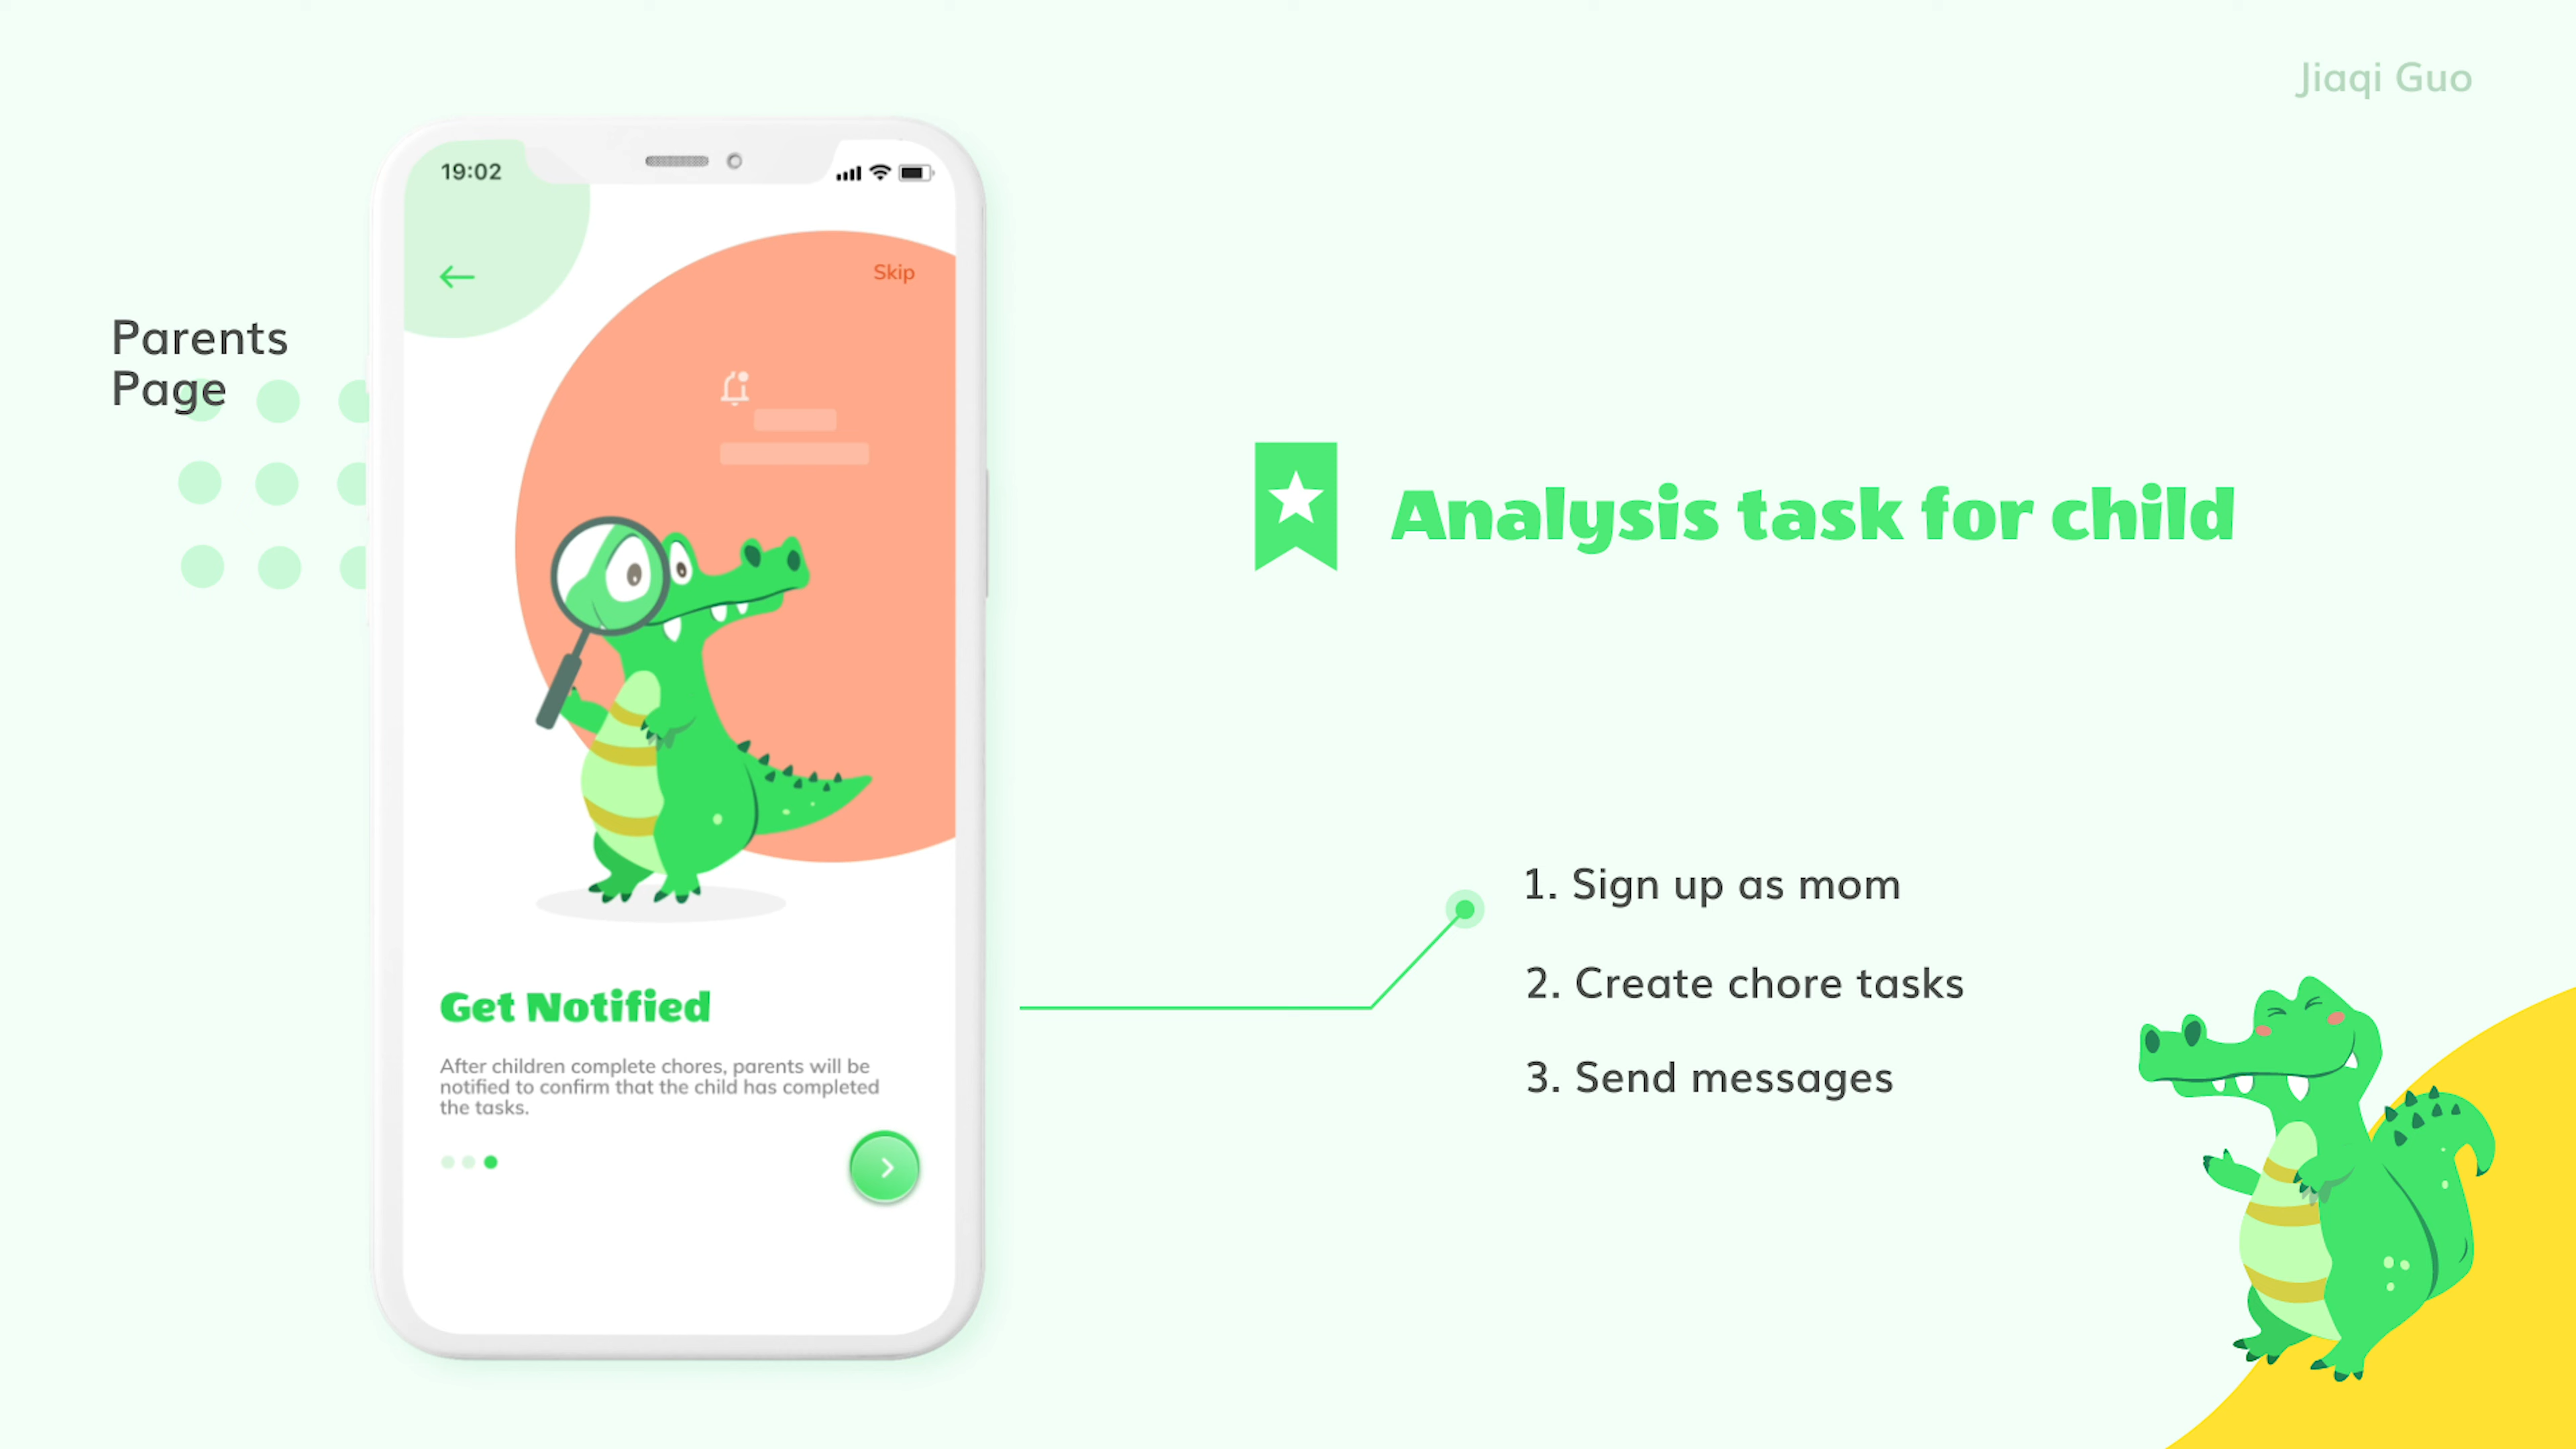 Jiaqi Guo
19:02
Skip
Parents
Page
Analysis task for child
1. Sign up as mom
2. Create chore tasks
3. Send messages
Get Notified
After children complete chores, parents will be
notified to confirm that the child has completed
the tasks.